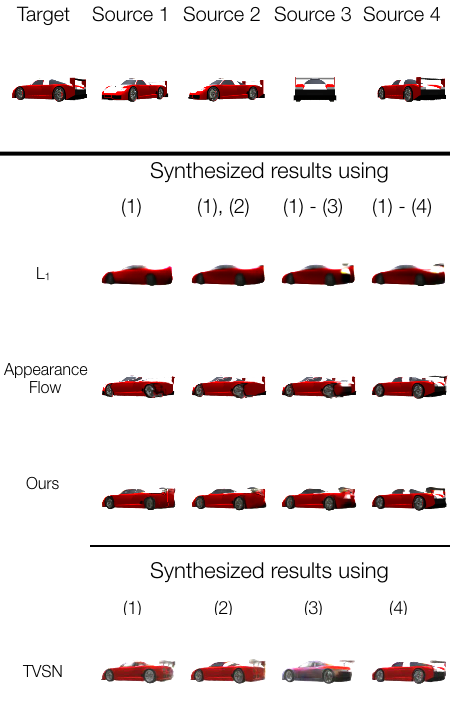 Target Source 1 Source 2 Source 3 Source 4
Synthesized results using
(1) (1), (2) (1) - (3) (1) - (4)
L₁
Appearance
Flow
Ours
Synthesized results using
(1) (2) (3) (4)
TVSN